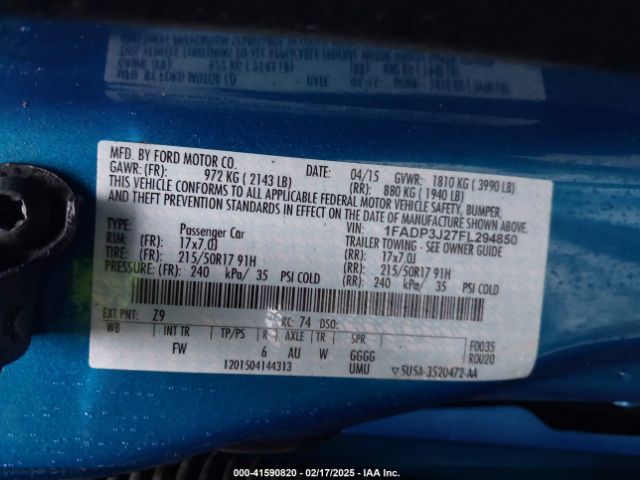 MFD. BY FORD MOTOR CO. DATE: 04/15 GVWR: 1810 KG ( 3990 LB)
GAWR: (FR): 972 KG ( 2143 LB) (RR): 880 KG ( 1940 LB)
THIS VEHICLE CONFORMS TO ALL APPLICABLE FEDERAL MOTOR VEHICLE SAFETY, BUMPER,
AND THEFT PREVENTION STANDARDS IN EFFECT ON THE DATE OF MANUFACTURE SHOWN ABOVE.
VIN: 1FADP3J27FL294850
TYPE: Passenger Car TRAILER TOWING - SEE OWNER GUIDE
RIM: (FR): 17x7.0J (RR): 17x7.0J
TIRE: (FR): 215/50R17 91H (RR): 215/50R17 91H
PRESSURE: (FR): 240 kPa/ 35 PSI COLD (RR): 240 kPa/ 35 PSI COLD
EXT PNT: Z9 RC: 74 DSO: F0035
WB INT TR TP/PS R AXLE TR SPR R0020
FW 6 AU W GGGG
1201504144313 UMU 5U5A-3520472-AA
000-41590820 - 02/17/2025 - IAA Inc.